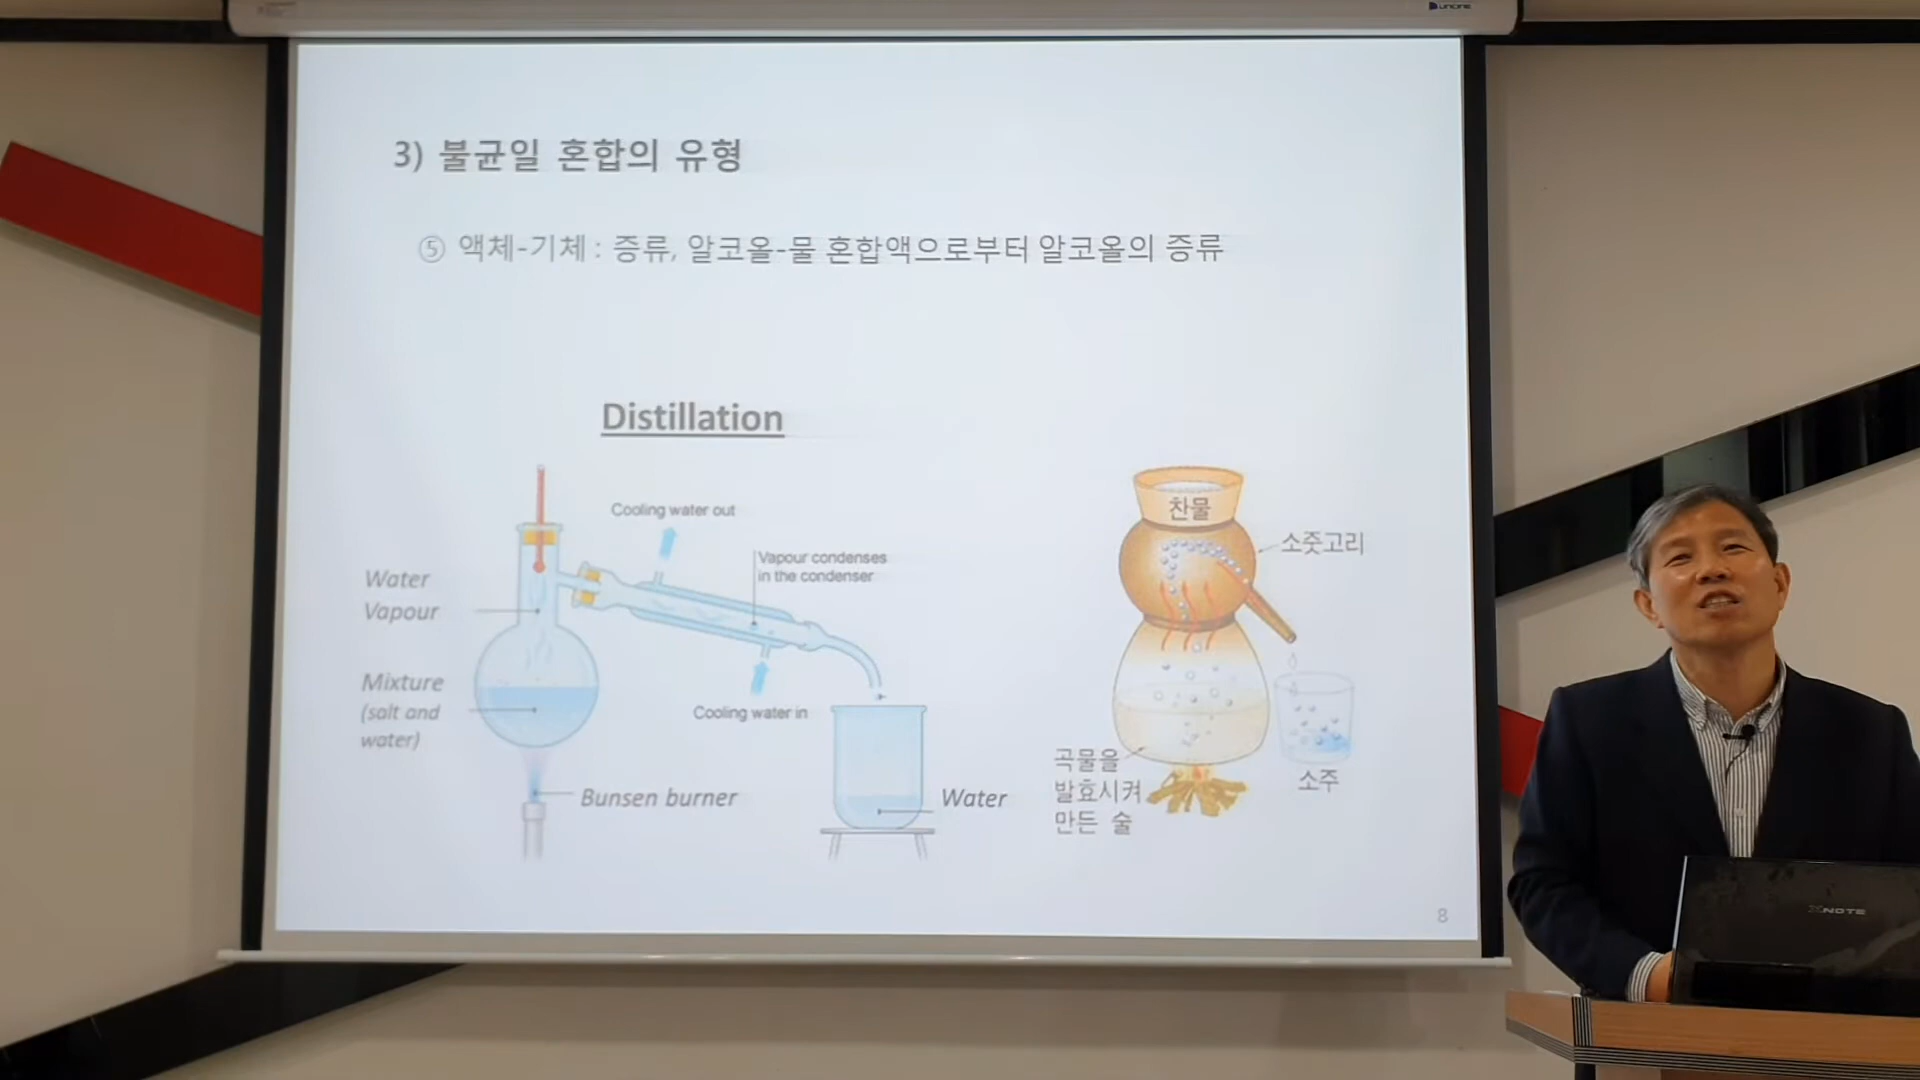 3) 불균일 혼합의 유형
⑤ 액체-기체 : 증류, 알코올-물 혼합액으로부터 알코올의 증류
Distillation
Cooling water out
Vapour condenses
in the condenser
Water
Vapour
Mixture
(salt and
water)
Cooling water in
Bunsen burner
Water
찬물
소줏고리
곡물을
발효시켜
만든 술
소주
8
XNOTE